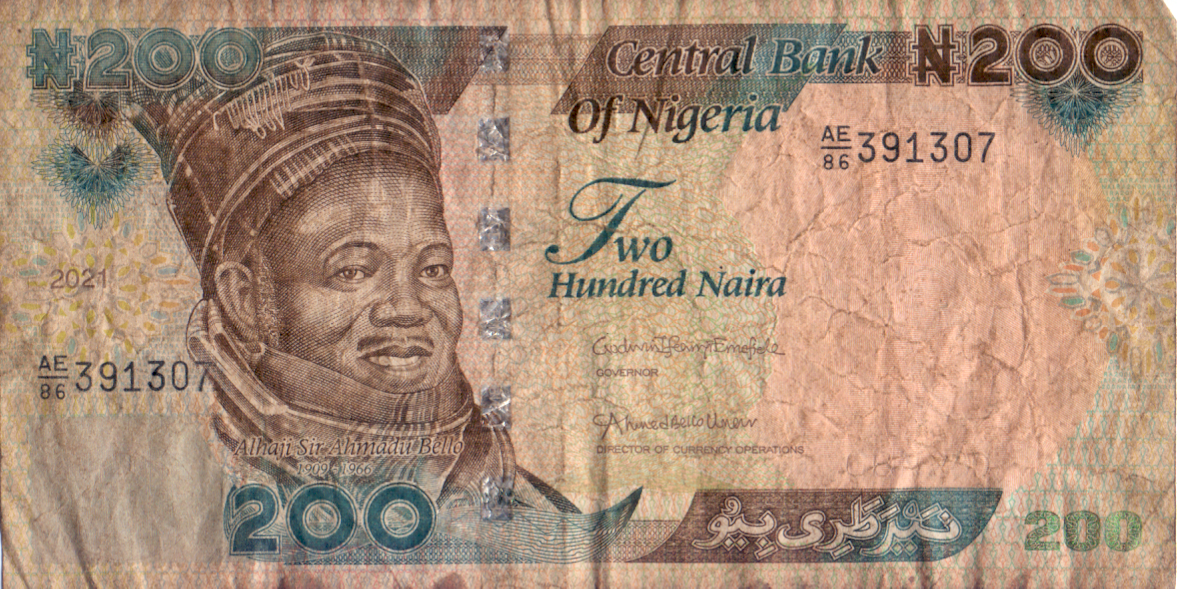 ₦200
Central Bank
Of Nigeria
₦200
AE
86 391307
Two
Hundred Naira
2021
GOVERNOR
AE
86 391307
DIRECTOR OF CURRENCY OPERATIONS
Alhaji Sir Ahmadu Bello
1909 - 1966
200
نَيْرَ طَرِى بِيُو
200